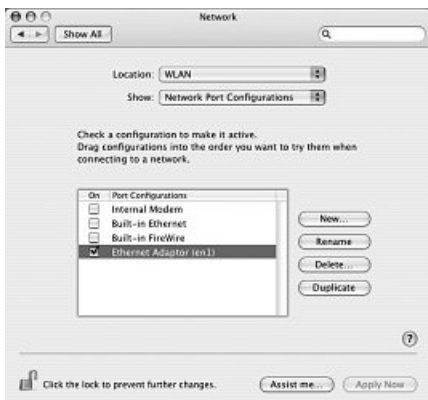 Network
Show All
Location: WLAN
Show: Network Port Configurations
Check a configuration to make it active.
Drag configurations into the order you want to try them when
connecting to a network.
On Port Configurations
Internal Modem
Built-in Ethernet
Built-in FireWire
Ethernet Adaptor (en1)
New...
Rename
Delete...
Duplicate
?
Click the lock to prevent further changes.
Assist me...
Apply Now